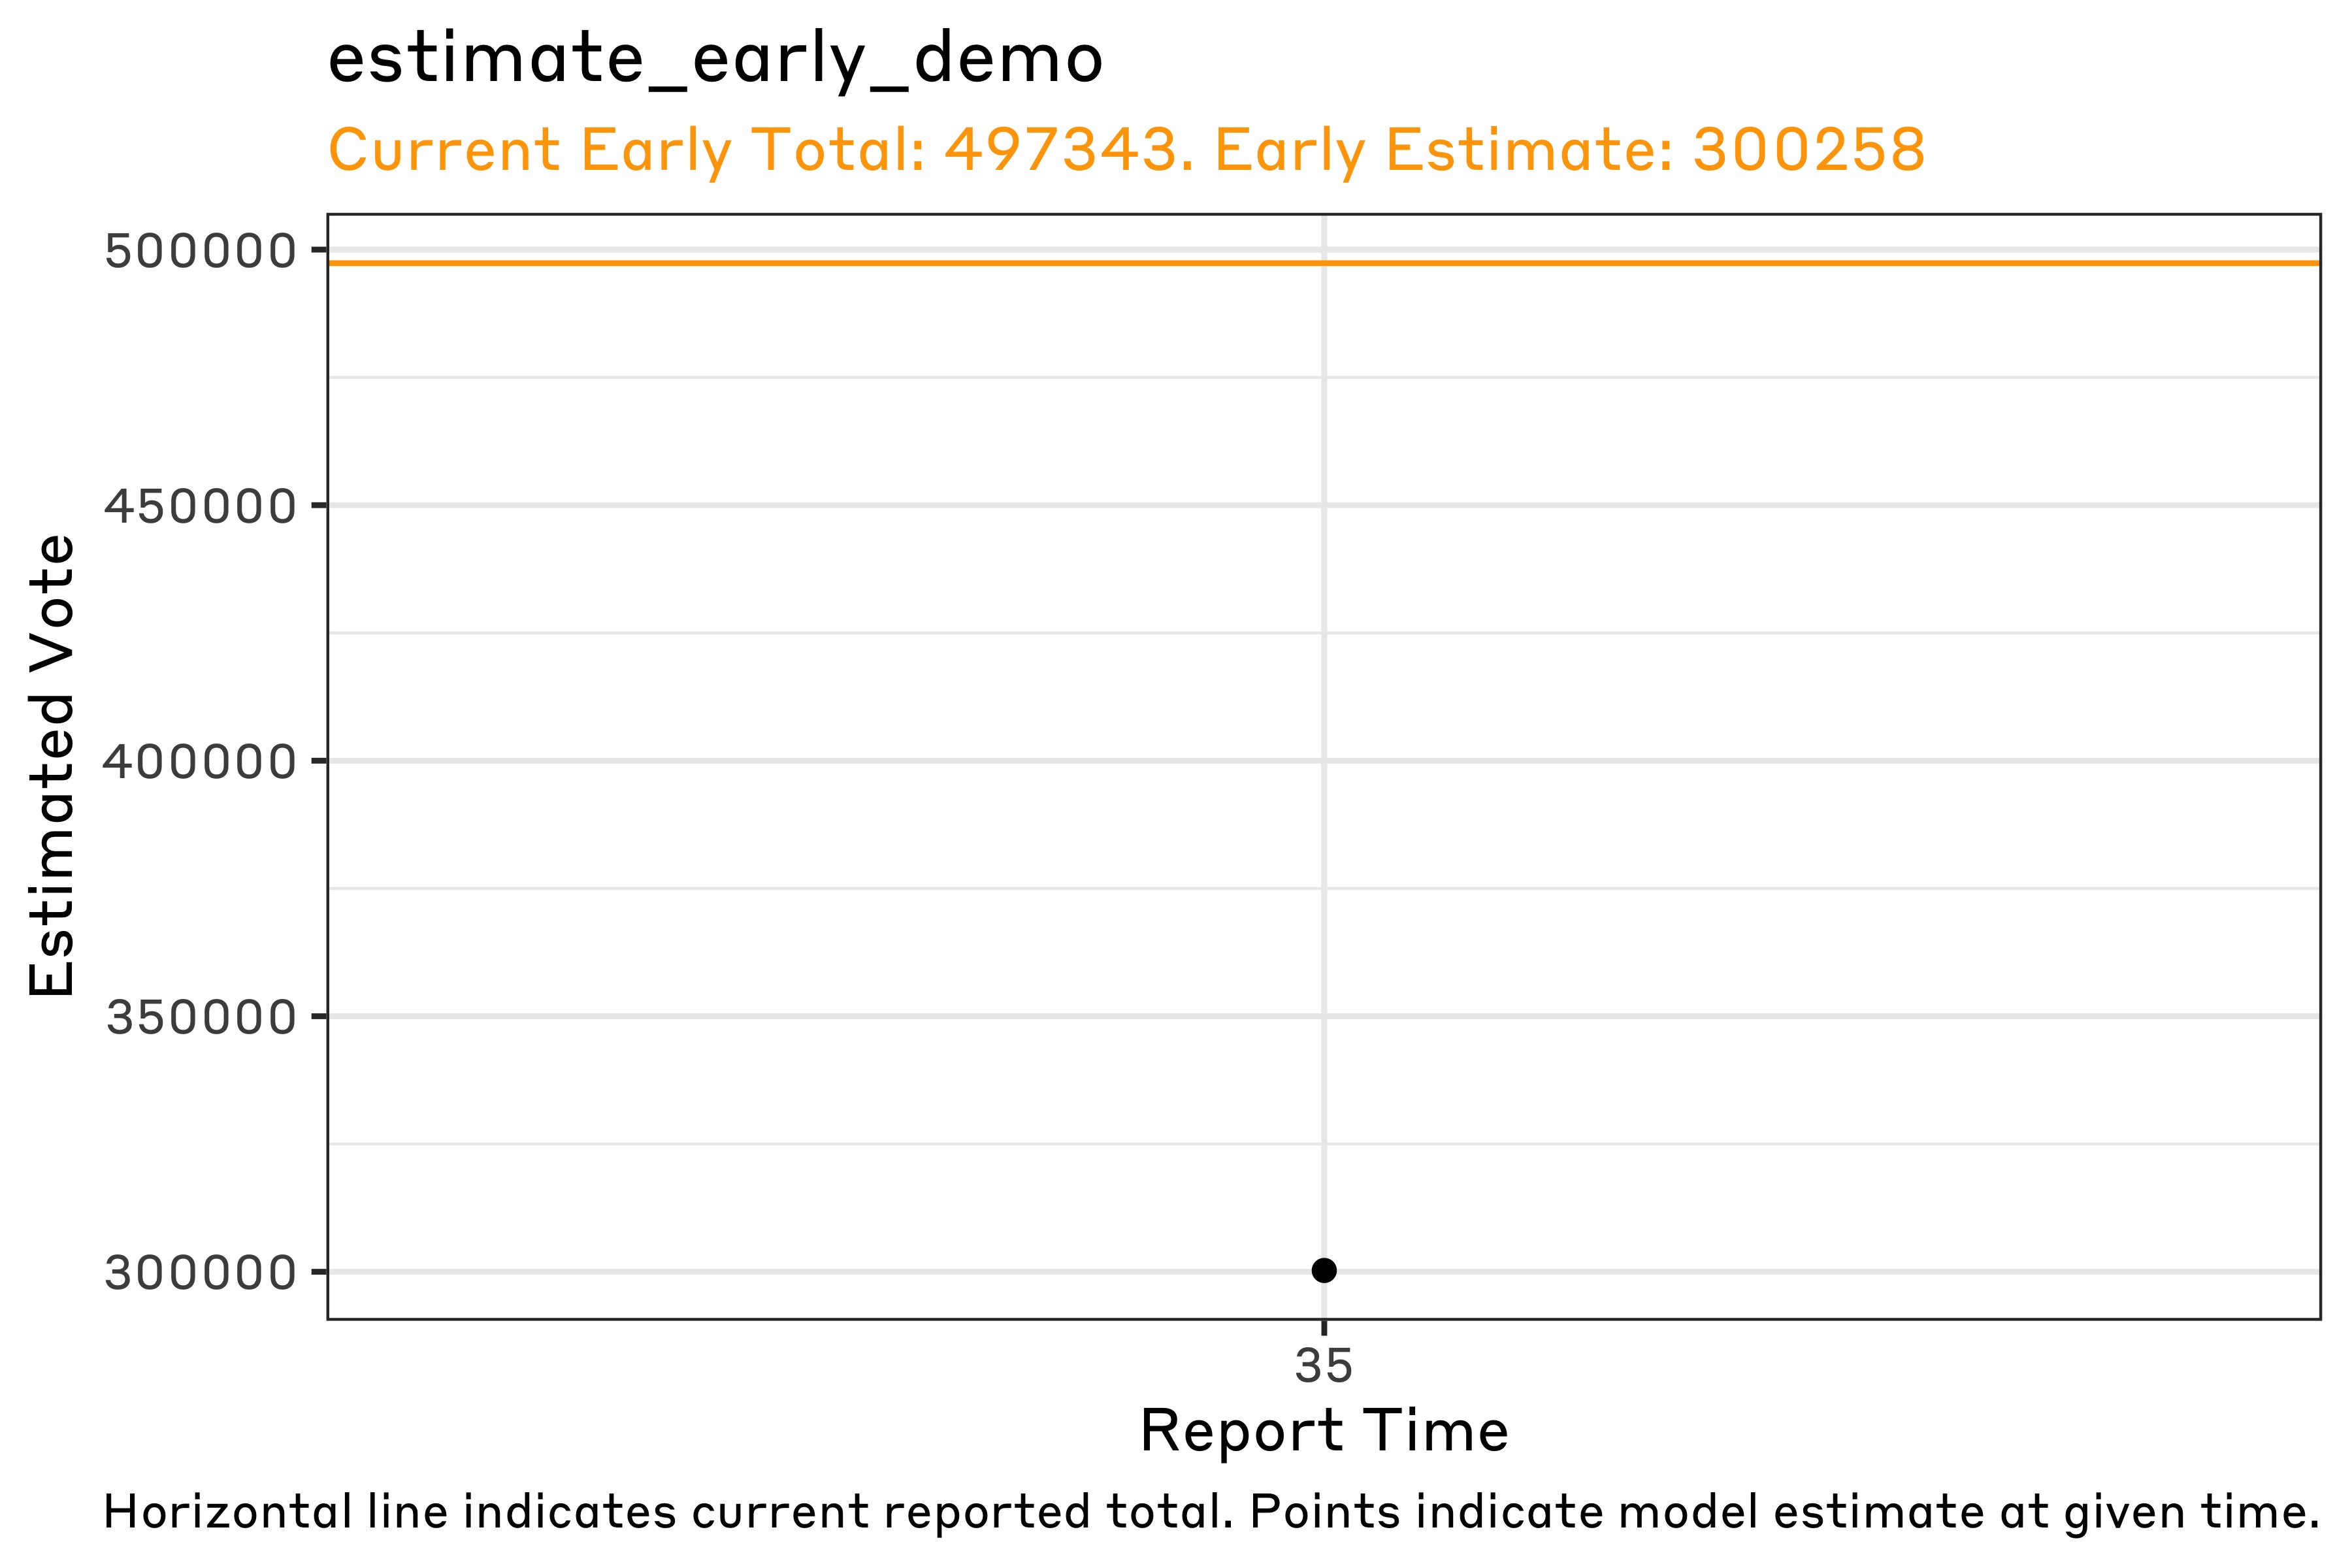 estimate_early_demo
Current Early Total: 497343. Early Estimate: 300258
Estimated Vote
500000
450000
400000
350000
300000
35
Report Time
Horizontal line indicates current reported total. Points indicate model estimate at given time.